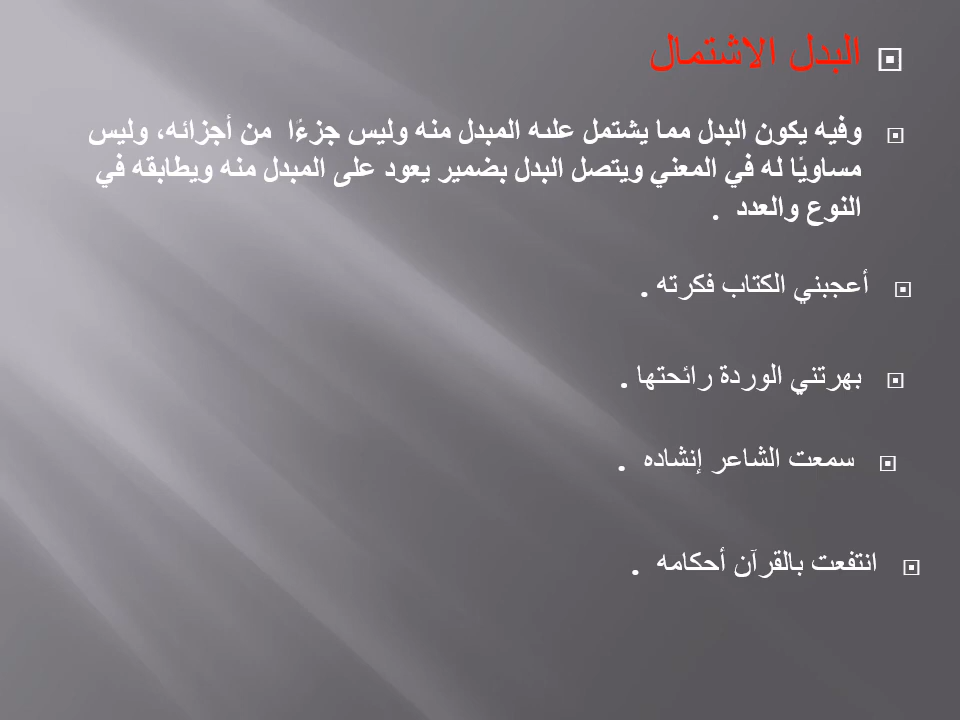 البدل الاشتمال
وفيه يكون البدل مما يشتمل عليه المبدل منه وليس جزءًا من أجزائه، وليس
مساويًا له في المعني ويتصل البدل بضمير يعود على المبدل منه ويطابقه في
النوع والعدد .
أعجبني الكتاب فكرته .
بهرتني الوردة رائحتها .
سمعت الشاعر إنشاده .
انتفعت بالقرآن أحكامه .